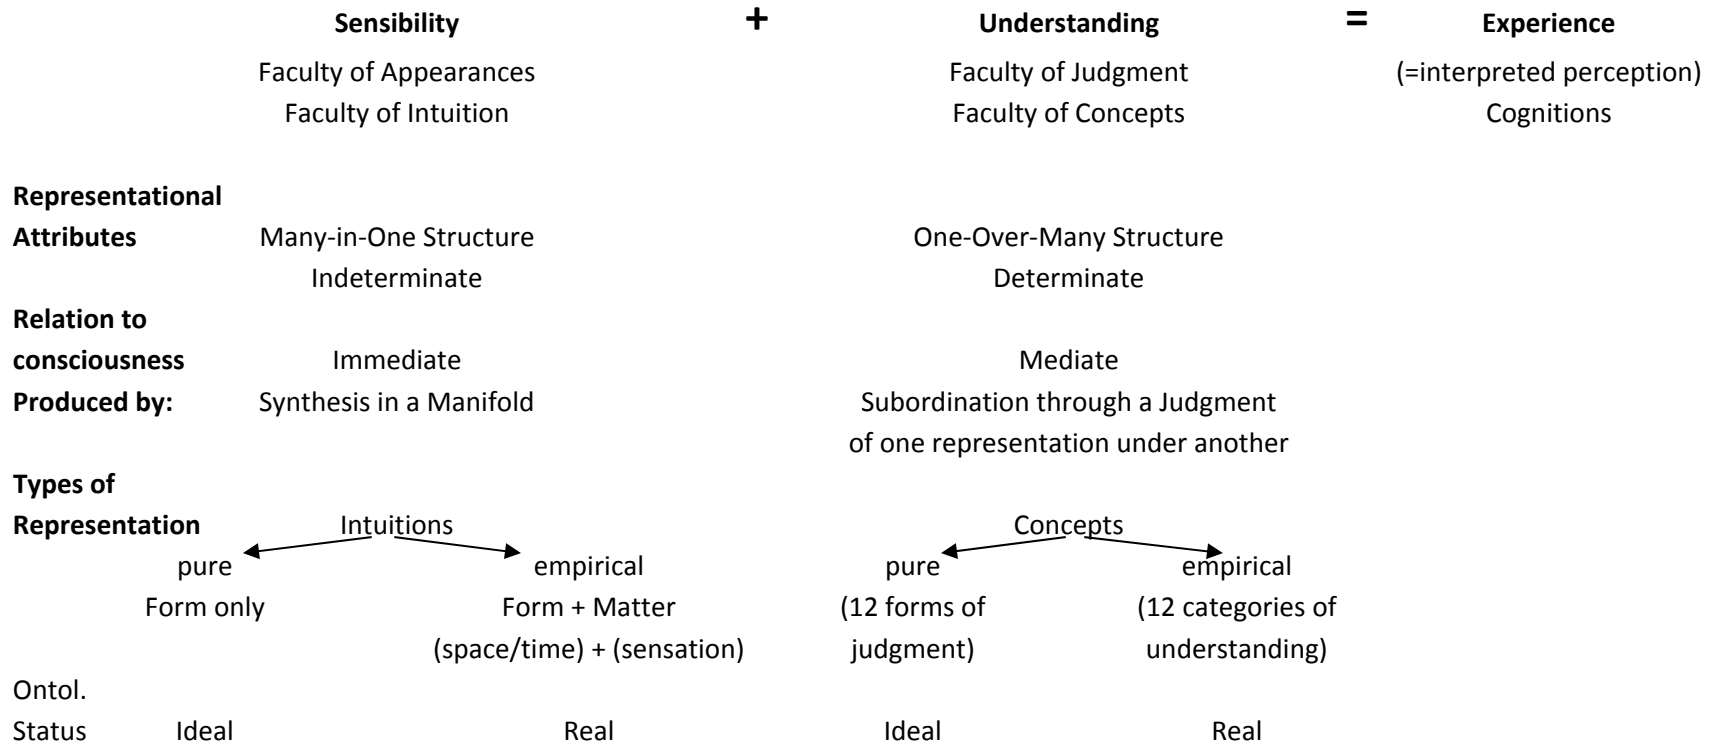 Sensibility + Understanding = Experience
Faculty of Appearances Faculty of Judgment (=interpreted perception)
Faculty of Intuition Faculty of Concepts Cognitions
Representational
Attributes Many-in-One Structure One-Over-Many Structure
Indeterminate Determinate
Relation to
consciousness Immediate Mediate
Produced by: Synthesis in a Manifold Subordination through a Judgment
of one representation under another
Types of
Representation Intuitions Concepts
pure empirical pure empirical
Form only Form + Matter (12 forms of (12 categories of
(space/time) + (sensation) judgment) understanding)
Ontol.
Status Ideal Real Ideal Real